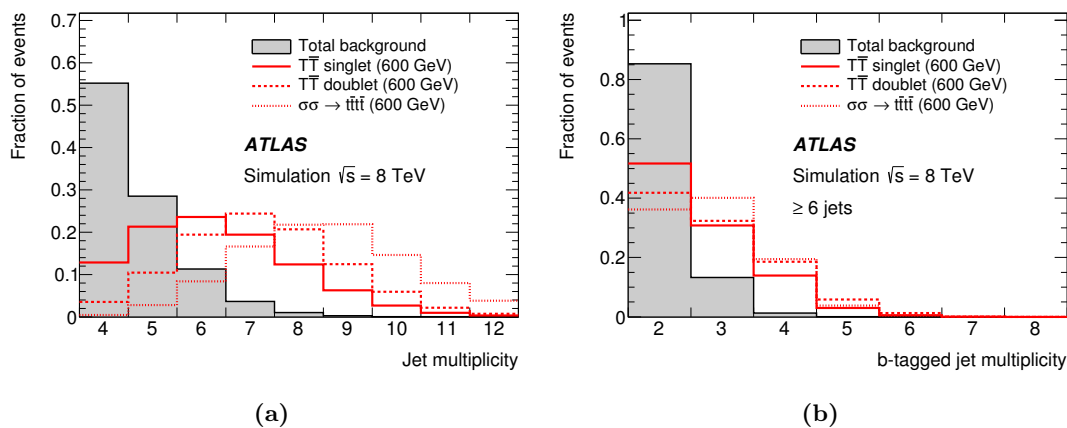 Fraction of events
0.7
0.6
0.5
0.4
0.3
0.2
0.1
0
Total background
TT̅ singlet (600 GeV)
TT̅ doublet (600 GeV)
σσ → tt̅tt̅ (600 GeV)
ATLAS
Simulation √s = 8 TeV
4 5 6 7 8 9 10 11 12
Jet multiplicity
(a)
Fraction of events
1
0.8
0.6
0.4
0.2
0
Total background
TT̅ singlet (600 GeV)
TT̅ doublet (600 GeV)
σσ → tt̅tt̅ (600 GeV)
ATLAS
Simulation √s = 8 TeV
≥ 6 jets
2 3 4 5 6 7 8
b-tagged jet multiplicity
(b)